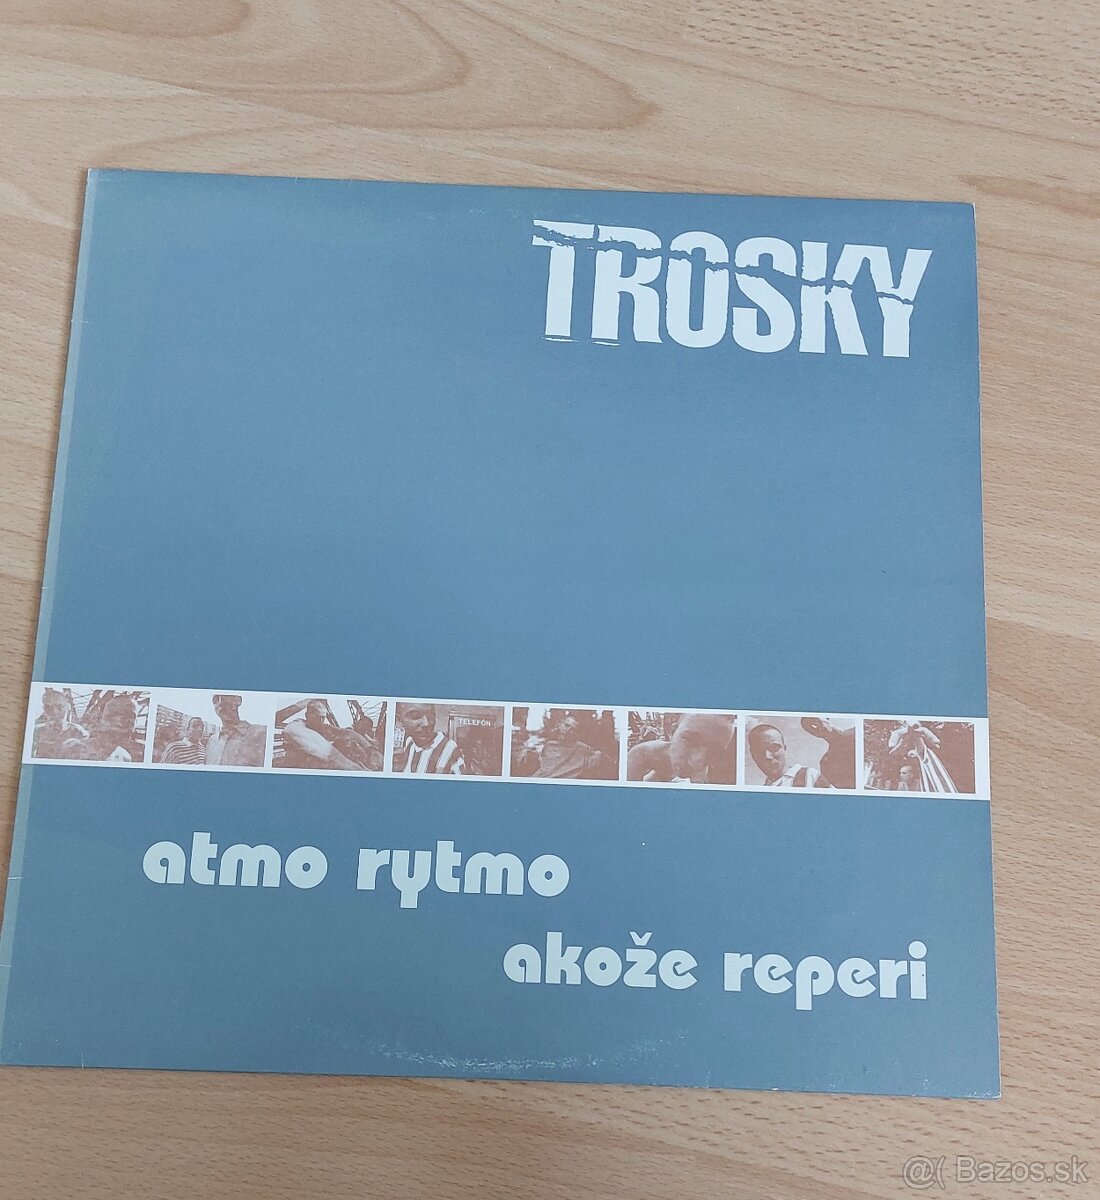 TROSKY
TELEFÓN
atmo rytmo
akože reperi
@( Bazos.sk